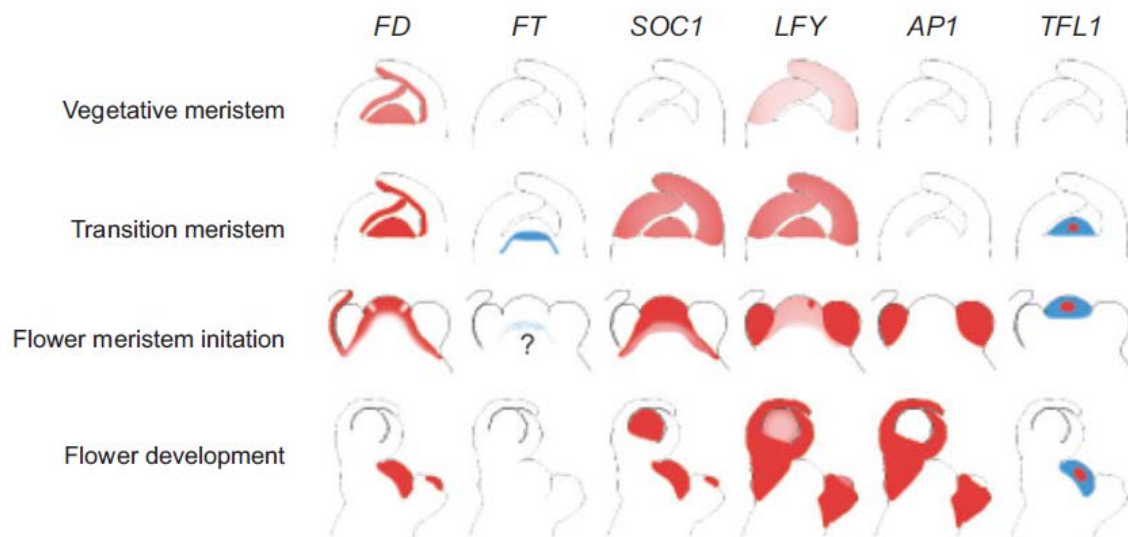 FD FT SOC1 LFY AP1 TFL1
Vegetative meristem
Transition meristem
Flower meristem initation
?
Flower development